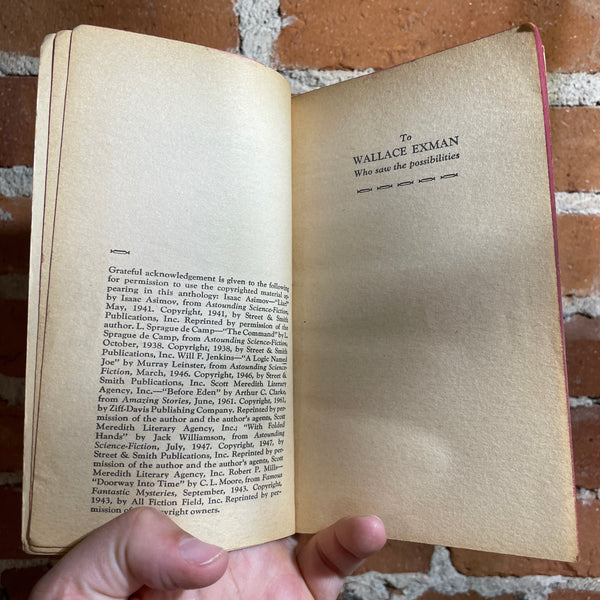 Grateful acknowledgement is given to the following
for permission to use the copyrighted material ap-
pearing in this anthology: Isaac Asimov—"Liar!"
by Isaac Asimov, from Astounding Science-Fiction,
May, 1941. Copyright, 1941, by Street & Smith
Publications, Inc. Reprinted by permission of the
author. L. Sprague de Camp—"The Command" by L.
Sprague de Camp, from Astounding Science-Fiction,
October, 1938. Copyright, 1938, by Street & Smith
Publications, Inc. Will F. Jenkins—"A Logic Named
Joe" by Murray Leinster, from Astounding Science-
Fiction, March, 1946. Copyright, 1946, by Street &
Smith Publications, Inc. Scott Meredith Literary
Agency, Inc.—"Before Eden" by Arthur C. Clarke,
from Amazing Stories, June, 1961. Copyright, 1961,
by Ziff-Davis Publishing Company. Reprinted by per-
mission of the author and the author's agents, Scott
Meredith Literary Agency, Inc.; "With Folded
Hands" by Jack Williamson, from Astounding
Science-Fiction, July, 1947. Copyright, 1947, by
Street & Smith Publications, Inc. Reprinted by per-
mission of the author and the author's agents, Scott
Meredith Literary Agency, Inc. Robert P. Mills—
"Doorway Into Time" by C. L. Moore, from Famous
Fantastic Mysteries, September, 1943. Copyright,
1943, by All Fiction Field, Inc. Reprinted by per-
mission of the copyright owners.
To
WALLACE EXMAN
Who saw the possibilities